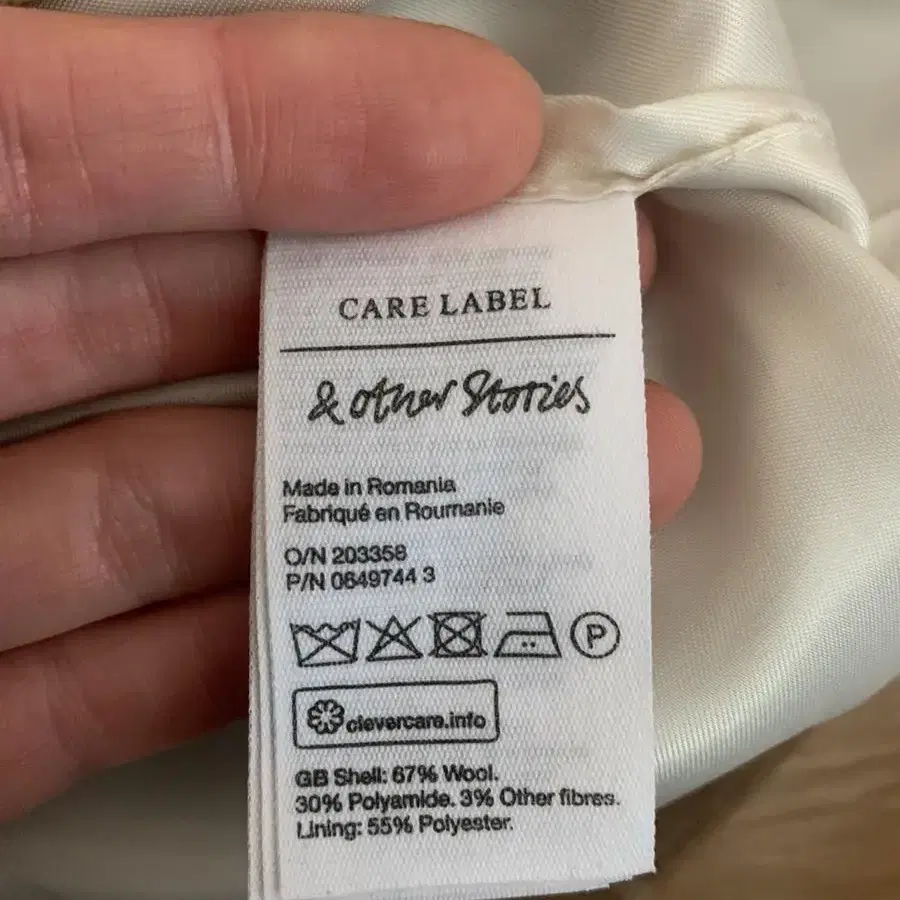 CARE LABEL
& other Stories
Made in Romania
Fabriqué en Roumanie
O/N 203358
P/N 0649744 3
P
clevercare.info
GB Shell: 67% Wool.
30% Polyamide. 3% Other fibres.
Lining: 55% Polyester.